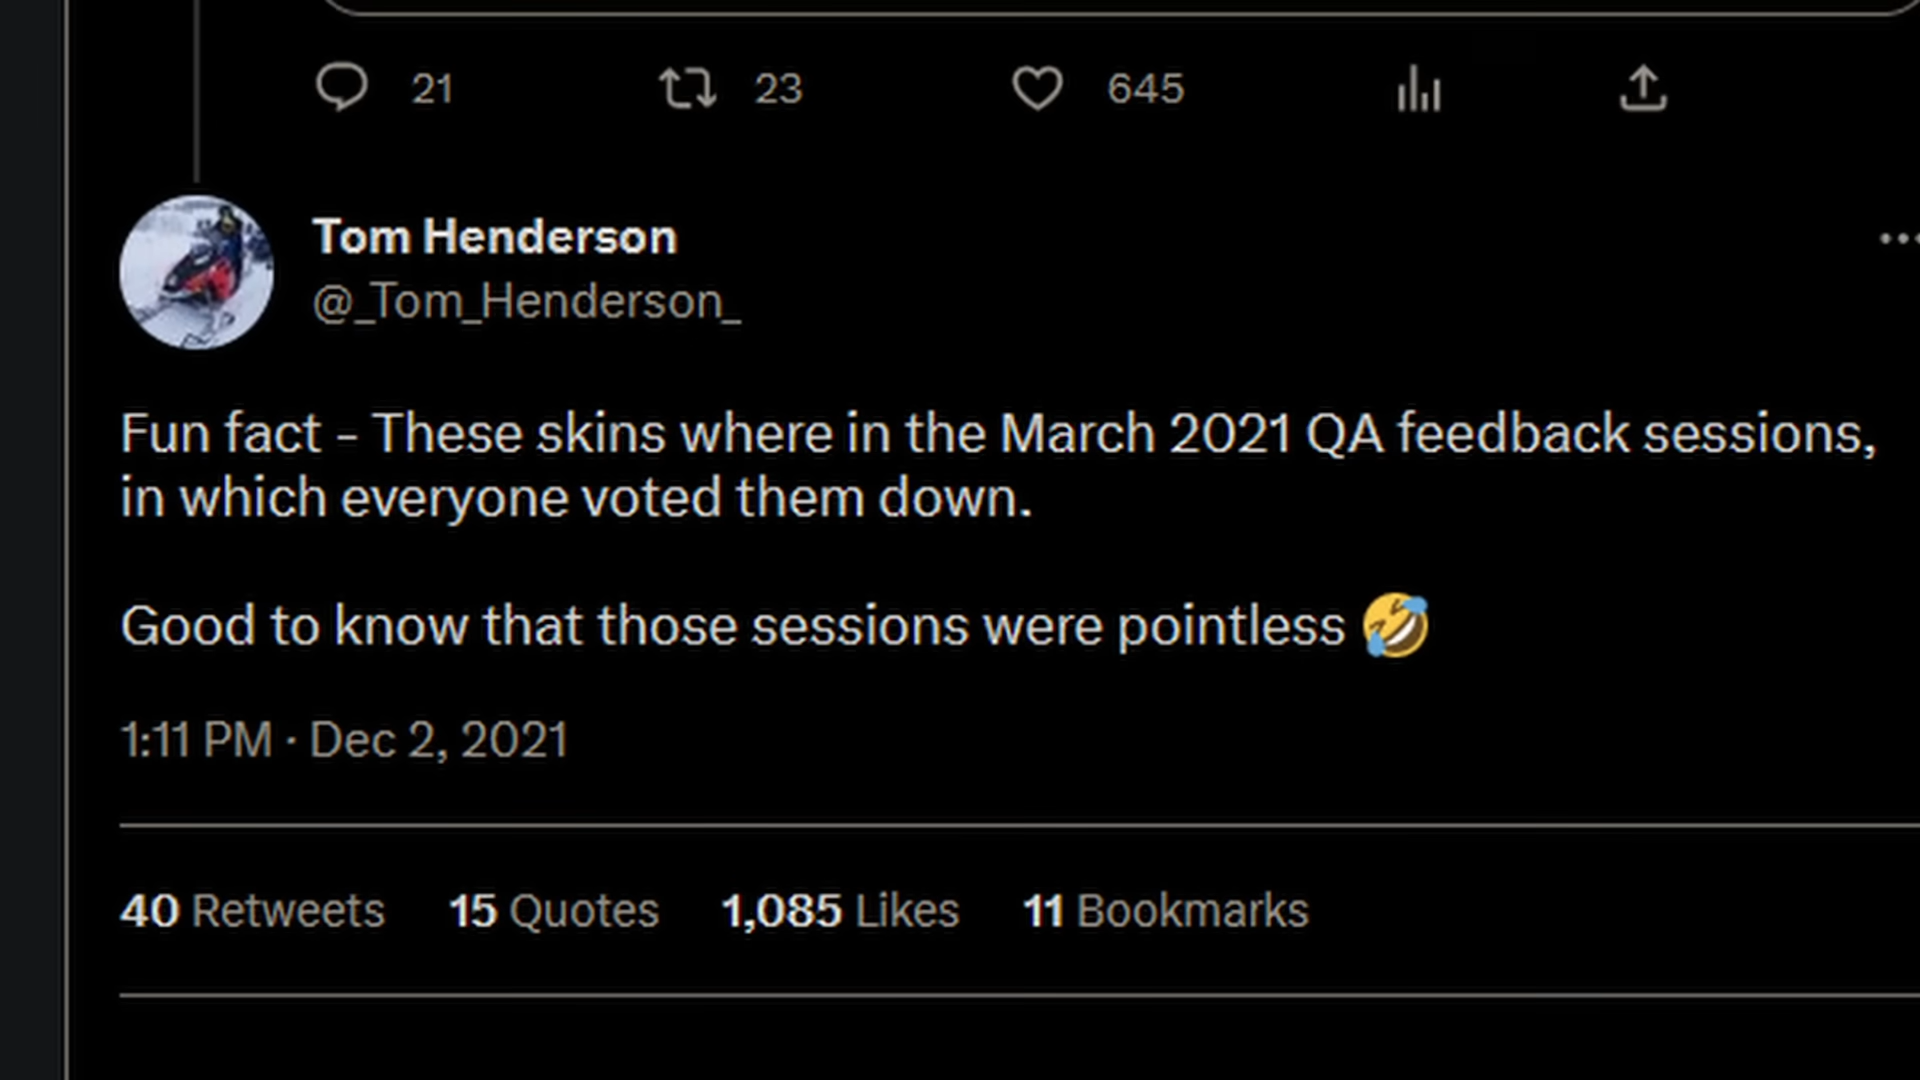 21 23 645
Tom Henderson
@_Tom_Henderson_
Fun fact - These skins where in the March 2021 QA feedback sessions,
in which everyone voted them down.
Good to know that those sessions were pointless 🤣
1:11 PM · Dec 2, 2021
40 Retweets 15 Quotes 1,085 Likes 11 Bookmarks